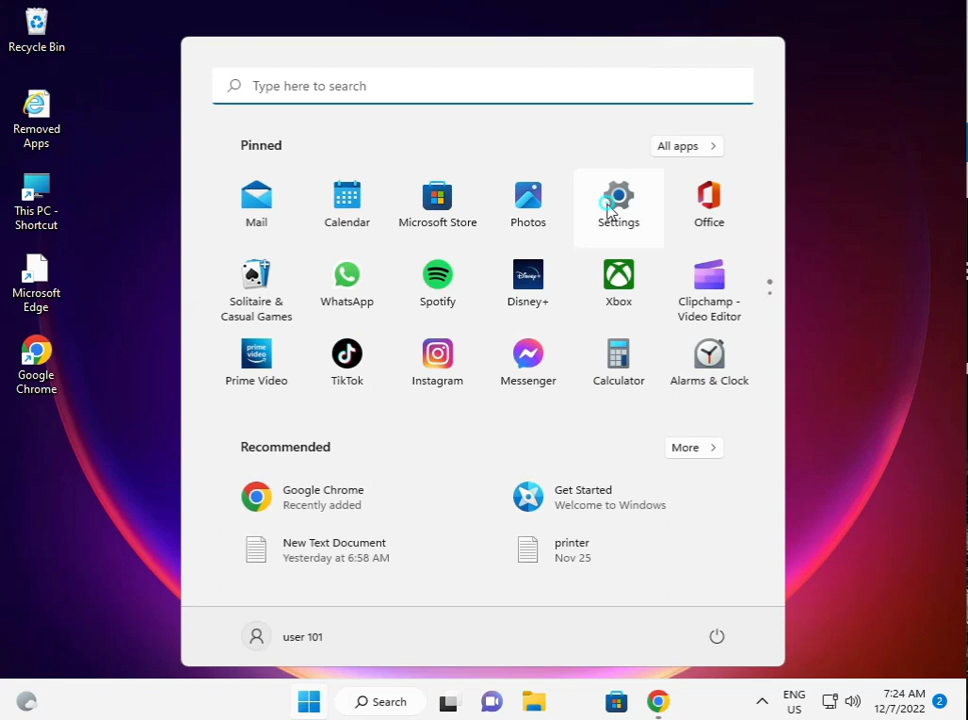 Recycle Bin
Removed
Apps
This PC -
Shortcut
Microsoft
Edge
Google
Chrome
Type here to search
Pinned
All apps
Mail
Calendar
Microsoft Store
Photos
Settings
Office
Solitaire &
Casual Games
WhatsApp
Spotify
Disney+
Xbox
Clipchamp -
Video Editor
Prime Video
TikTok
Instagram
Messenger
Calculator
Alarms & Clock
Recommended
More
Google Chrome
Recently added
Get Started
Welcome to Windows
New Text Document
Yesterday at 6:58 AM
printer
Nov 25
user 101
Search
ENG
US
7:24 AM
12/7/2022
2